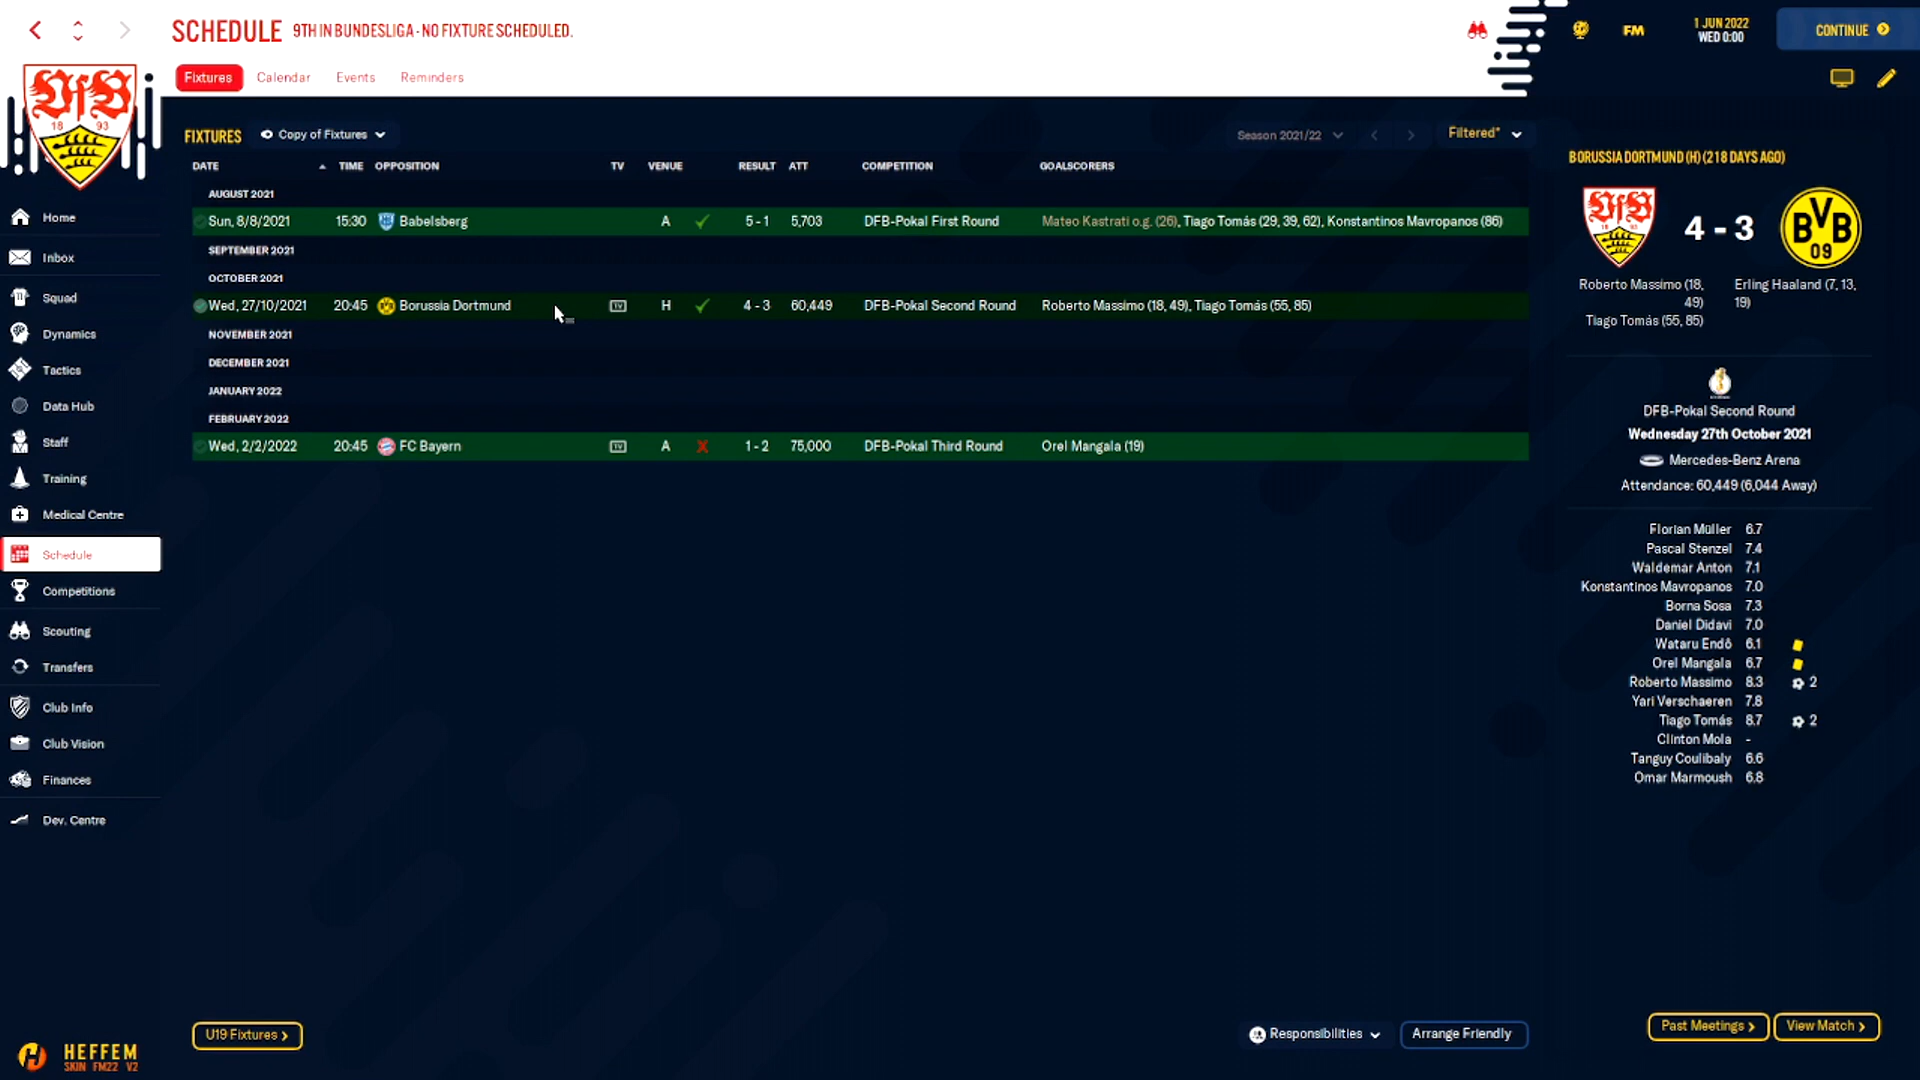 SCHEDULE 9TH IN BUNDESLIGA - NO FIXTURE SCHEDULED.
FM
1 JUN 2022
WED 0:00
CONTINUE
Fixtures Calendar Events Reminders
VfB
18 93
FIXTURES Copy of Fixtures Season 2021/22 Filtered*
DATE TIME OPPOSITION TV VENUE RESULT ATT COMPETITION GOALSCORERS
AUGUST 2021
Sun, 8/8/2021 15:30 Babelsberg A 5 - 1 5,703 DFB-Pokal First Round Mateo Kastrati o.g. (26), Tiago Tomás (29, 39, 62), Konstantinos Mavropanos (86)
SEPTEMBER 2021
OCTOBER 2021
Wed, 27/10/2021 20:45 Borussia Dortmund TV H 4 - 3 60,449 DFB-Pokal Second Round Roberto Massimo (18, 49), Tiago Tomás (55, 85)
NOVEMBER 2021
DECEMBER 2021
JANUARY 2022
FEBRUARY 2022
Wed, 2/2/2022 20:45 FC Bayern TV A 1 - 2 75,000 DFB-Pokal Third Round Orel Mangala (19)
Home
Inbox
Squad
Dynamics
Tactics
Data Hub
Staff
Training
Medical Centre
Schedule
Competitions
Scouting
Transfers
Club Info
Club Vision
Finances
Dev. Centre
HEFFEM
SKIN FM22 V2
U19 Fixtures
Responsibilities
Arrange Friendly
BORUSSIA DORTMUND (H) (218 DAYS AGO)
VfB
4 - 3
BVB
09
Roberto Massimo (18,
49)
Tiago Tomás (55, 85)
Erling Haaland (7, 13,
19)
DFB-Pokal Second Round
Wednesday 27th October 2021
Mercedes-Benz Arena
Attendance: 60,449 (6,044 Away)
Florian Müller 6.7
Pascal Stenzel 7.4
Waldemar Anton 7.1
Konstantinos Mavropanos 7.0
Borna Sosa 7.3
Daniel Didavi 7.0
Wataru Endô 6.1
Orel Mangala 6.7
Roberto Massimo 8.3 2
Yari Verschaeren 7.8
Tiago Tomás 8.7 2
Clinton Mola -
Tanguy Coulibaly 6.6
Omar Marmoush 6.8
Past Meetings
View Match